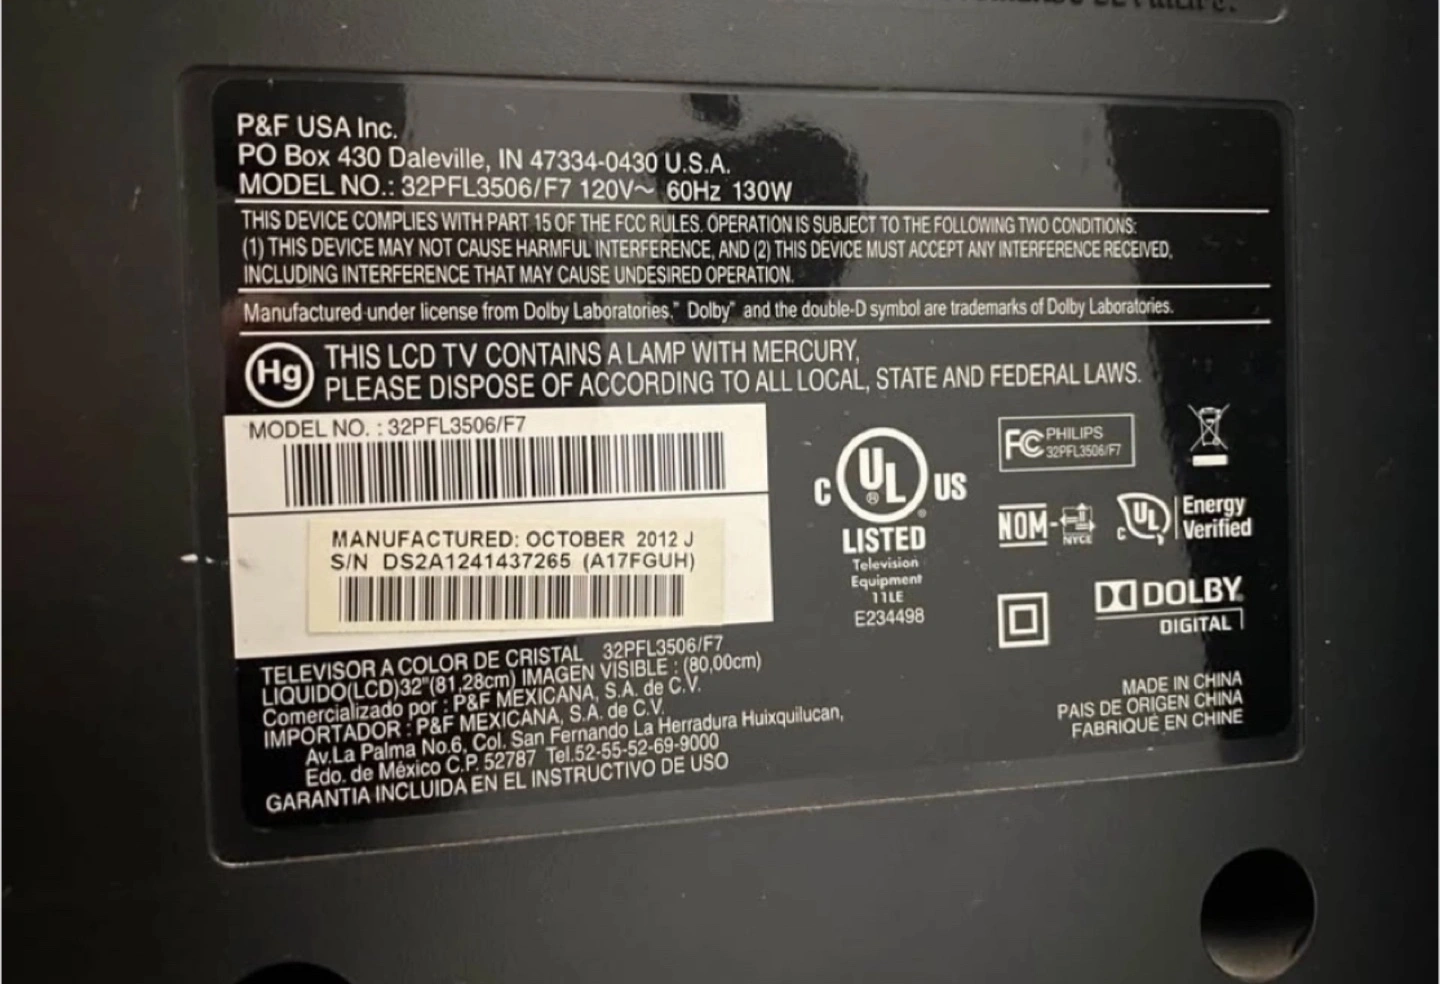 P&F USA Inc.
PO Box 430 Daleville, IN 47334-0430 U.S.A.
MODEL NO.: 32PFL3506/F7 120V~ 60Hz 130W
THIS DEVICE COMPLIES WITH PART 15 OF THE FCC RULES. OPERATION IS SUBJECT TO THE FOLLOWING TWO CONDITIONS:
(1) THIS DEVICE MAY NOT CAUSE HARMFUL INTERFERENCE, AND (2) THIS DEVICE MUST ACCEPT ANY INTERFERENCE RECEIVED,
INCLUDING INTERFERENCE THAT MAY CAUSE UNDESIRED OPERATION.
Manufactured under license from Dolby Laboratories." Dolby" and the double-D symbol are trademarks of Dolby Laboratories.
Hg
THIS LCD TV CONTAINS A LAMP WITH MERCURY,
PLEASE DISPOSE OF ACCORDING TO ALL LOCAL, STATE AND FEDERAL LAWS.
MODEL NO. : 32PFL3506/F7
MANUFACTURED: OCTOBER 2012 J
S/N DS2A1241437265 (A17FGUH)
TELEVISOR A COLOR DE CRISTAL 32PFL3506/F7
LIQUIDO(LCD)32"(81,28cm) IMAGEN VISIBLE : (80,00cm)
Comercializado por : P&F MEXICANA, S.A. de C.V.
IMPORTADOR : P&F MEXICANA, S.A. de C.V.
Av.La Palma No.6, Col. San Fernando La Herradura Huixquilucan,
Edo. de México C.P. 52787 Tel.52-55-52-69-9000
GARANTIA INCLUIDA EN EL INSTRUCTIVO DE USO
C UL ® US
LISTED
Television
Equipment
11LE
E234498
FC PHILIPS
32PFL3506/F7
NOM-
NYCE
C UL Energy
Verified
DOLBY
DIGITAL
MADE IN CHINA
PAIS DE ORIGEN CHINA
FABRIQUÉ EN CHINE